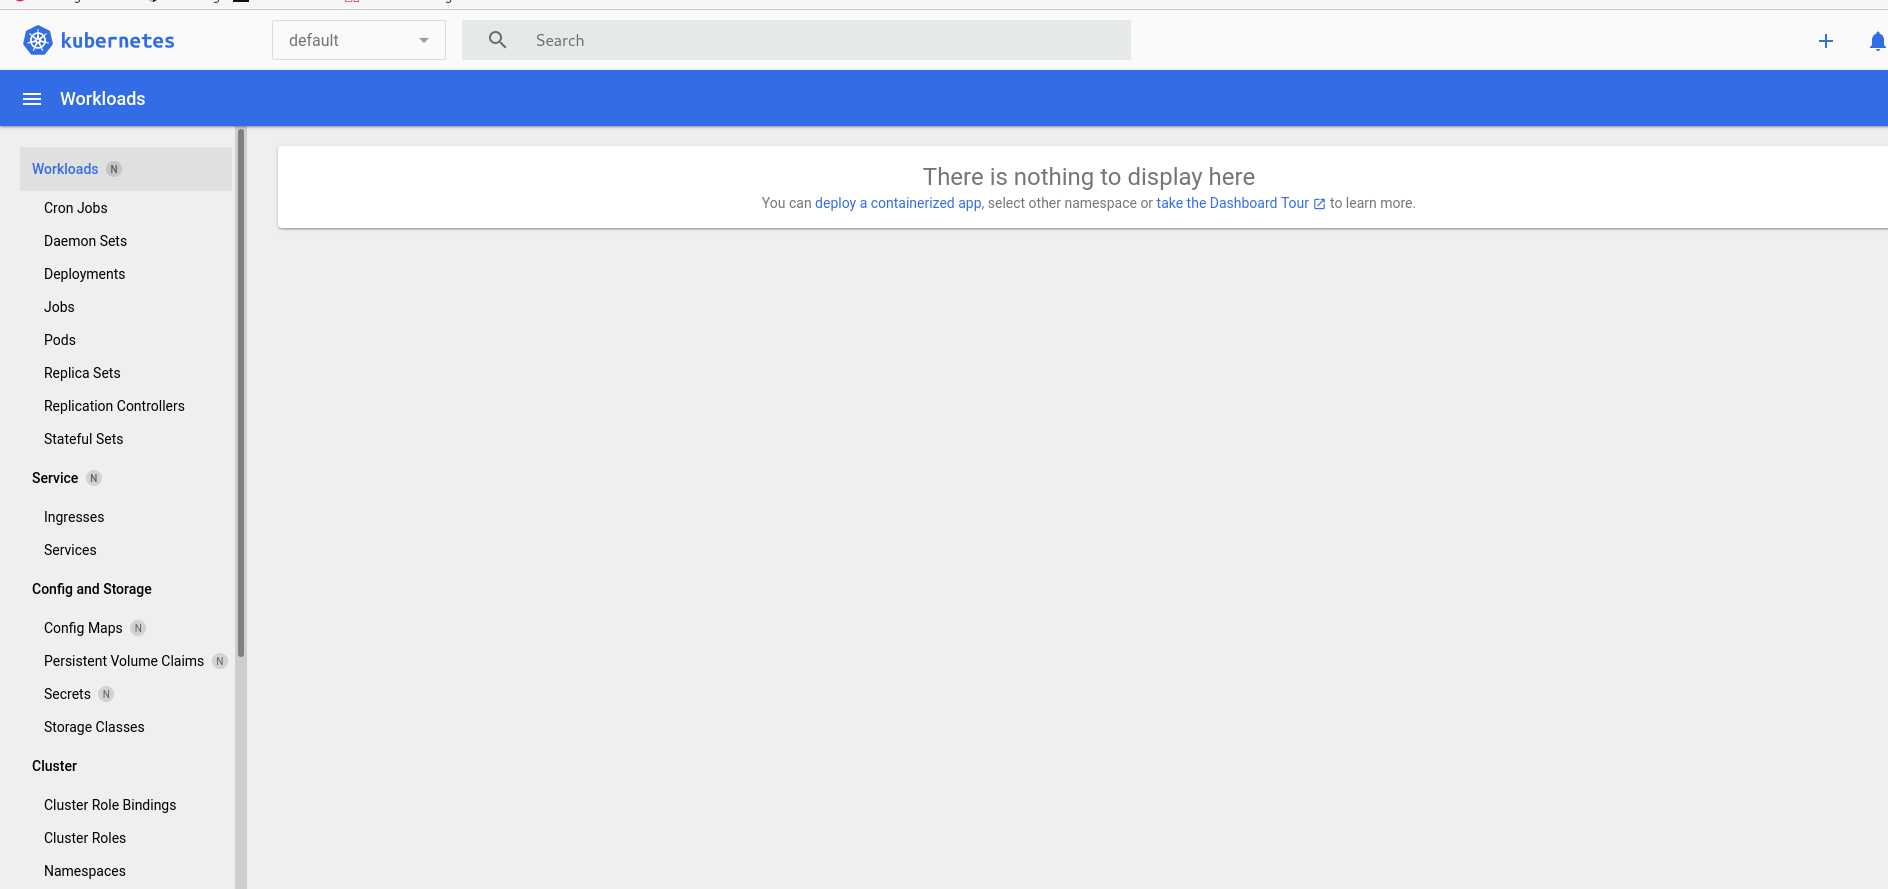 kubernetes
default
Search
Workloads
Workloads N
Cron Jobs
Daemon Sets
Deployments
Jobs
Pods
Replica Sets
Replication Controllers
Stateful Sets
Service N
Ingresses
Services
Config and Storage
Config Maps N
Persistent Volume Claims N
Secrets N
Storage Classes
Cluster
Cluster Role Bindings
Cluster Roles
Namespaces
There is nothing to display here
You can deploy a containerized app, select other namespace or take the Dashboard Tour to learn more.